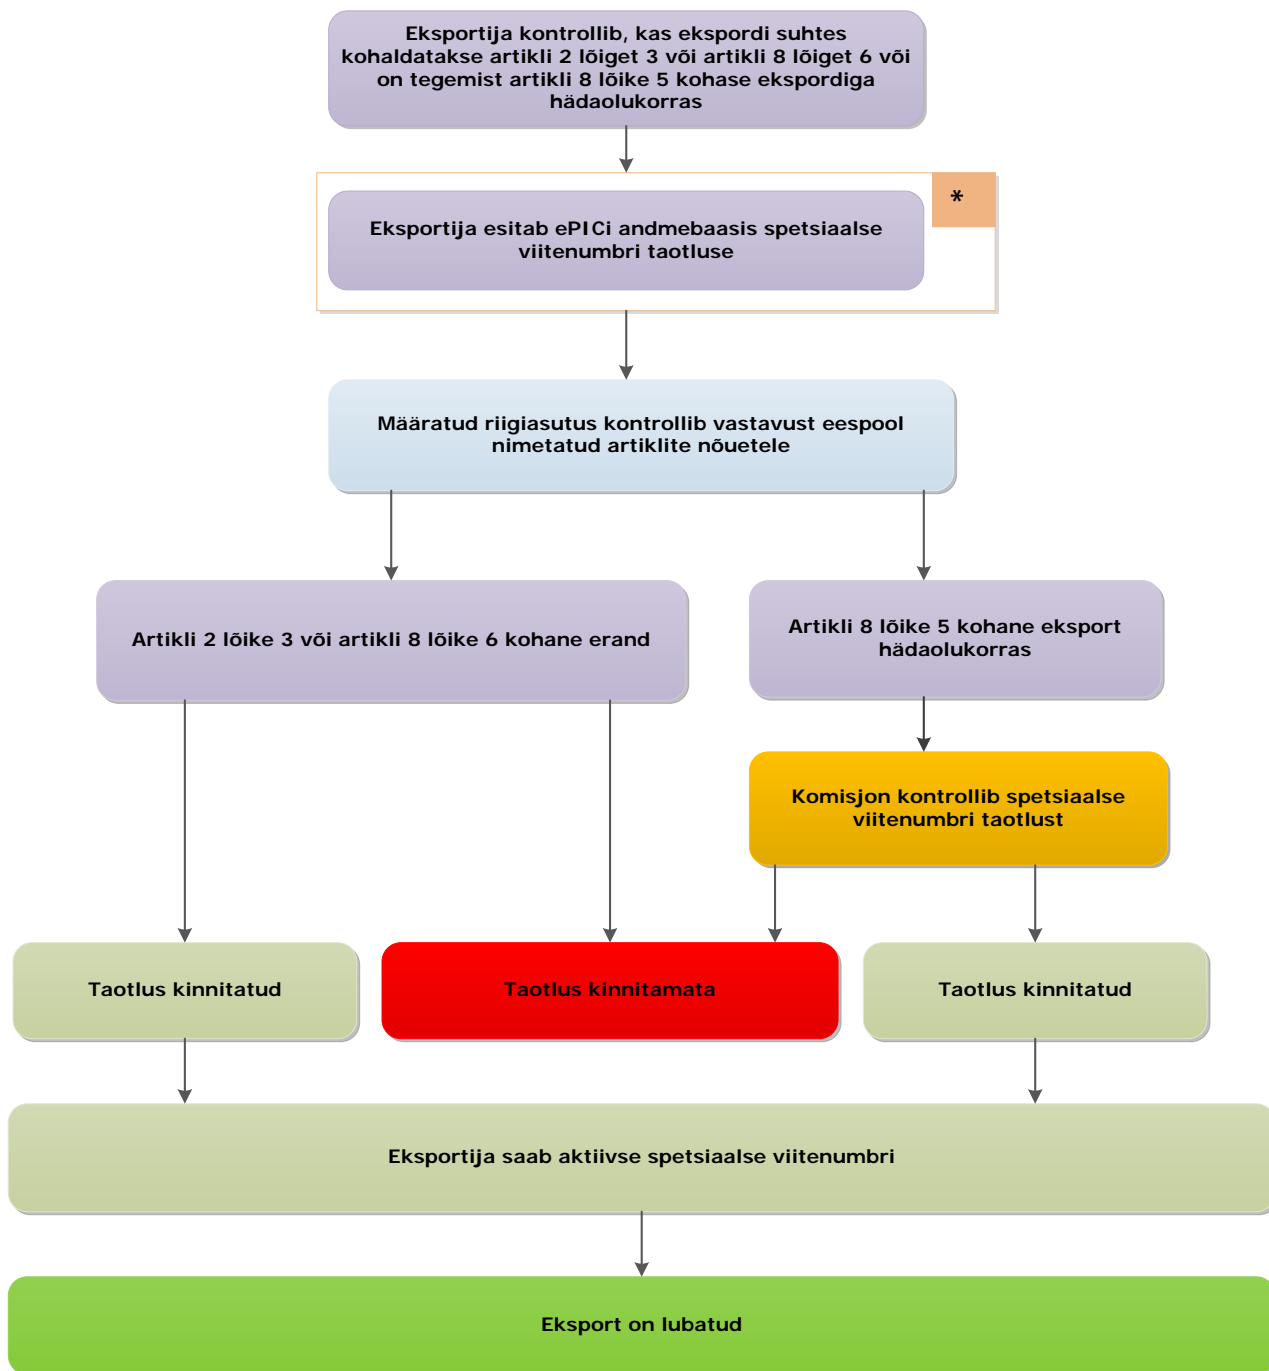 Eksportija kontrollib, kas ekspordi suhtes
kohaldatakse artikli 2 lõiget 3 või artikli 8 lõiget 6 või
on tegemist artikli 8 lõike 5 kohase ekspordiga
hädaolukorras
*
Eksportija esitab ePICi andmebaasis spetsiaalse
viitenumbri taotluse
Määratud riigiasutus kontrollib vastavust eespool
nimetatud artiklite nõuetele
Artikli 2 lõike 3 või artikli 8 lõike 6 kohane erand
Artikli 8 lõike 5 kohane eksport
hädaolukorras
Komisjon kontrollib spetsiaalse
viitenumbri taotlust
Taotlus kinnitatud
Taotlus kinnitamata
Taotlus kinnitatud
Eksportija saab aktiivse spetsiaalse viitenumbri
Eksport on lubatud